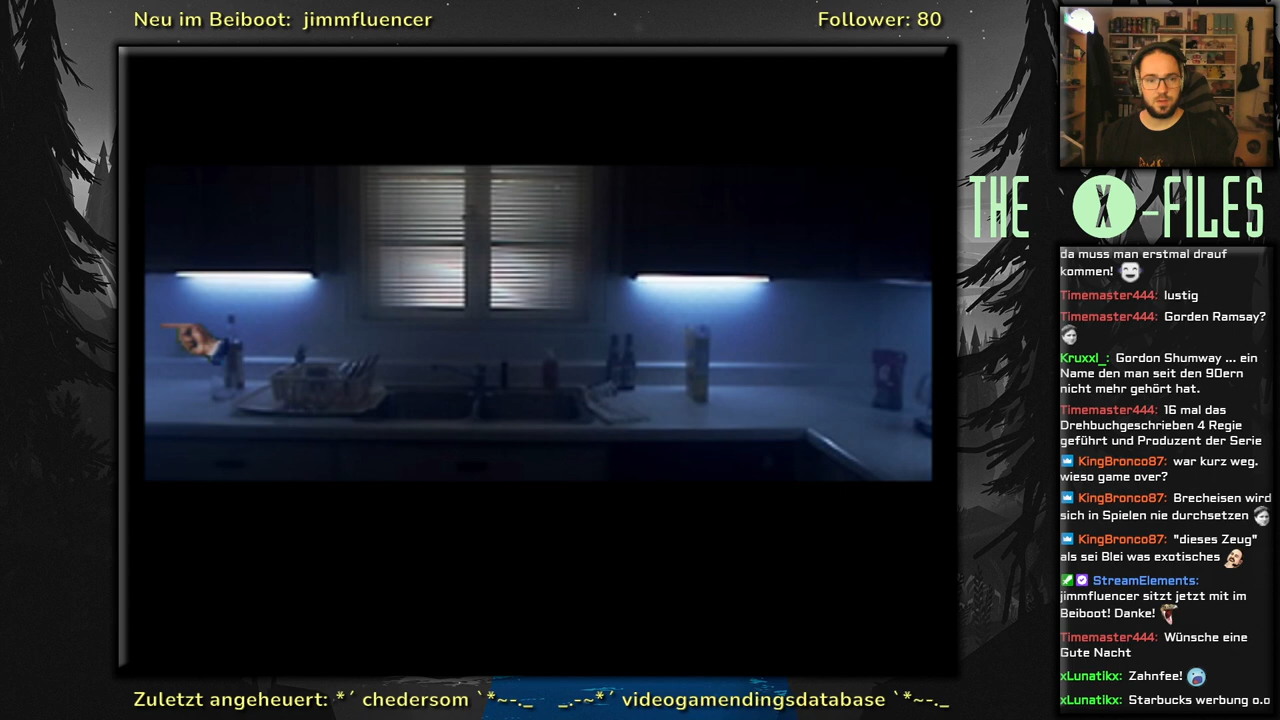 Neu im Beiboot: jimmfluencer
Follower: 80
THE X-FILES
da muss man erstmal drauf
kommen!
Timemaster444: lustig
Timemaster444: Gorden Ramsay?
Kruxxl_: Gordon Shumway ... ein
Name den man seit den 90ern
nicht mehr gehört hat.
Timemaster444: 16 mal das
Drehbuchgeschrieben 4 Regie
geführt und Produzent der Serie
KingBronco87: war kurz weg.
wieso game over?
KingBronco87: Brecheisen wird
sich in Spielen nie durchsetzen
KingBronco87: "dieses Zeug"
als sei Blei was exotisches
StreamElements:
jimmfluencer sitzt jetzt mit im
Beiboot! Danke!
Timemaster444: Wünsche eine
Gute Nacht
xLunatikx: Zahnfee!
xLunatikx: Starbucks werbung o.o
Zuletzt angeheuert: *´ chedersom `*~-._ _.-~*´ videogamendingsdatabase `*~-._